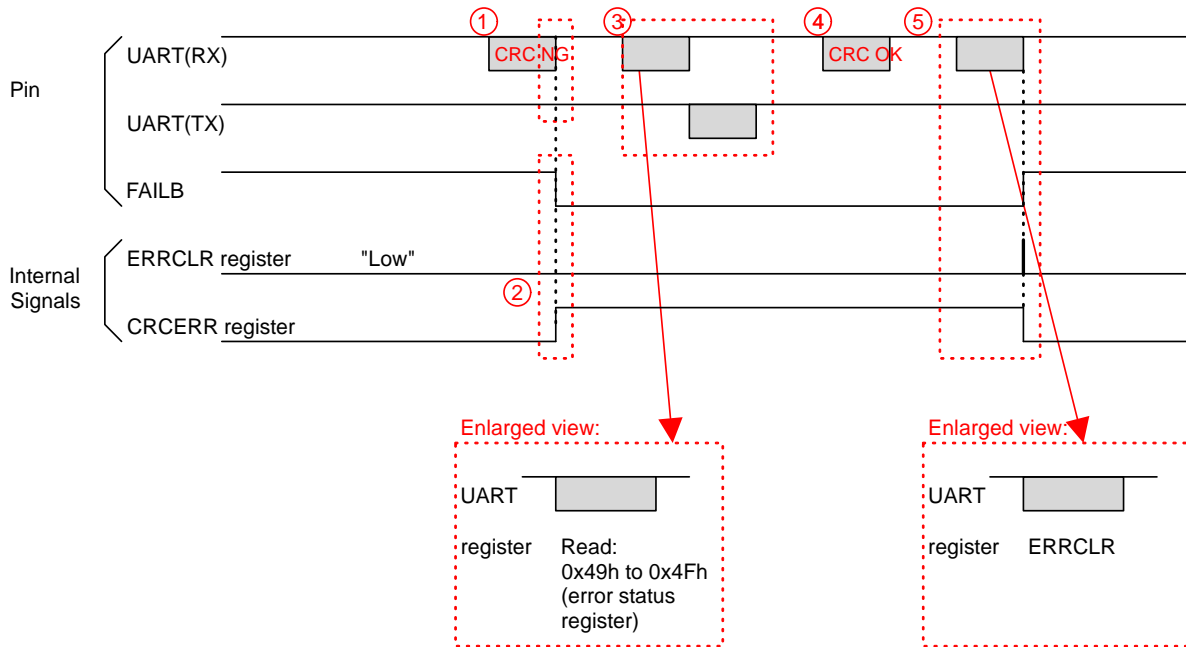 ① ③ ④ ⑤
UART(RX) CRC NG CRC OK
Pin
UART(TX)
FAILB
ERRCLR register "Low"
Internal
Signals
②
CRCERR register
Enlarged view: Enlarged view:
UART UART
register Read: register ERRCLR
0x49h to 0x4Fh
(error status
register)